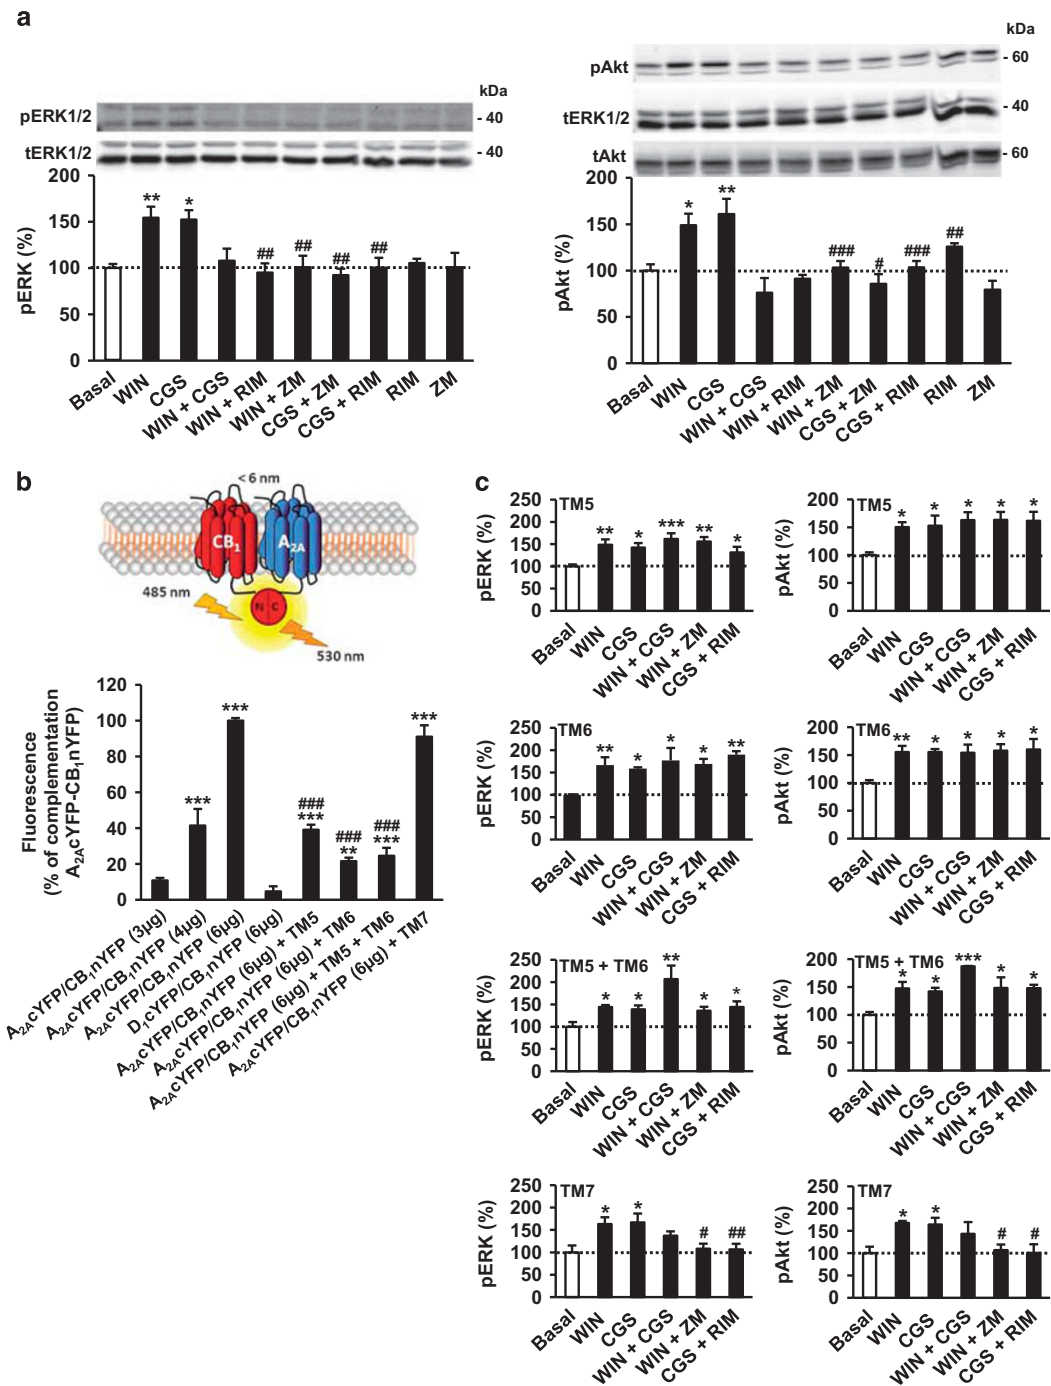 a
kDa
pERK1/2
- 40
tERK1/2
- 40
200
150
100
50
0
pERK (%)
**
*
##
##
##
##
Basal
WIN
CGS
WIN + CGS
WIN + RIM
WIN + ZM
CGS + ZM
CGS + RIM
RIM
ZM
kDa
pAkt
- 60
tERK1/2
- 40
tAkt
- 60
200
150
100
50
0
pAkt (%)
*
**
###
#
###
##
Basal
WIN
CGS
WIN + CGS
WIN + RIM
WIN + ZM
CGS + ZM
CGS + RIM
RIM
ZM
b
< 6 nm
CB1
A2A
485 nm
N C
530 nm
120
100
80
60
40
20
0
Fluorescence
(% of complementation
A2AcYFP-CB1nYFP)
***
***
###
***
###
**
###
***
***
A2AcYFP/CB1nYFP (3µg)
A2AcYFP/CB1nYFP (4µg)
A2AcYFP/CB1nYFP (6µg)
D1cYFP/CB1nYFP (6µg)
A2AcYFP/CB1nYFP (6µg) + TM5
A2AcYFP/CB1nYFP (6µg) + TM6
A2AcYFP/CB1nYFP (6µg) + TM5 + TM6
A2AcYFP/CB1nYFP (6µg) + TM7
c
250
200
150
100
50
0
pERK (%)
TM5
**
*
***
**
*
Basal
WIN
CGS
WIN + CGS
WIN + ZM
CGS + RIM
200
150
100
50
0
pAkt (%)
TM5
*
*
*
*
*
Basal
WIN
CGS
WIN + CGS
WIN + ZM
CGS + RIM
250
200
150
100
50
0
pERK (%)
TM6
**
*
*
*
**
Basal
WIN
CGS
WIN + CGS
WIN + ZM
CGS + RIM
200
150
100
50
0
pAkt (%)
TM6
**
*
*
*
*
Basal
WIN
CGS
WIN + CGS
WIN + ZM
CGS + RIM
250
200
150
100
50
0
pERK (%)
TM5 + TM6
*
*
**
*
*
Basal
WIN
CGS
WIN + CGS
WIN + ZM
CGS + RIM
200
150
100
50
0
pAkt (%)
TM5 + TM6
*
*
***
*
*
Basal
WIN
CGS
WIN + CGS
WIN + ZM
CGS + RIM
250
200
150
100
50
0
pERK (%)
TM7
*
*
#
##
Basal
WIN
CGS
WIN + CGS
WIN + ZM
CGS + RIM
250
200
150
100
50
0
pAkt (%)
TM7
*
*
#
#
Basal
WIN
CGS
WIN + CGS
WIN + ZM
CGS + RIM